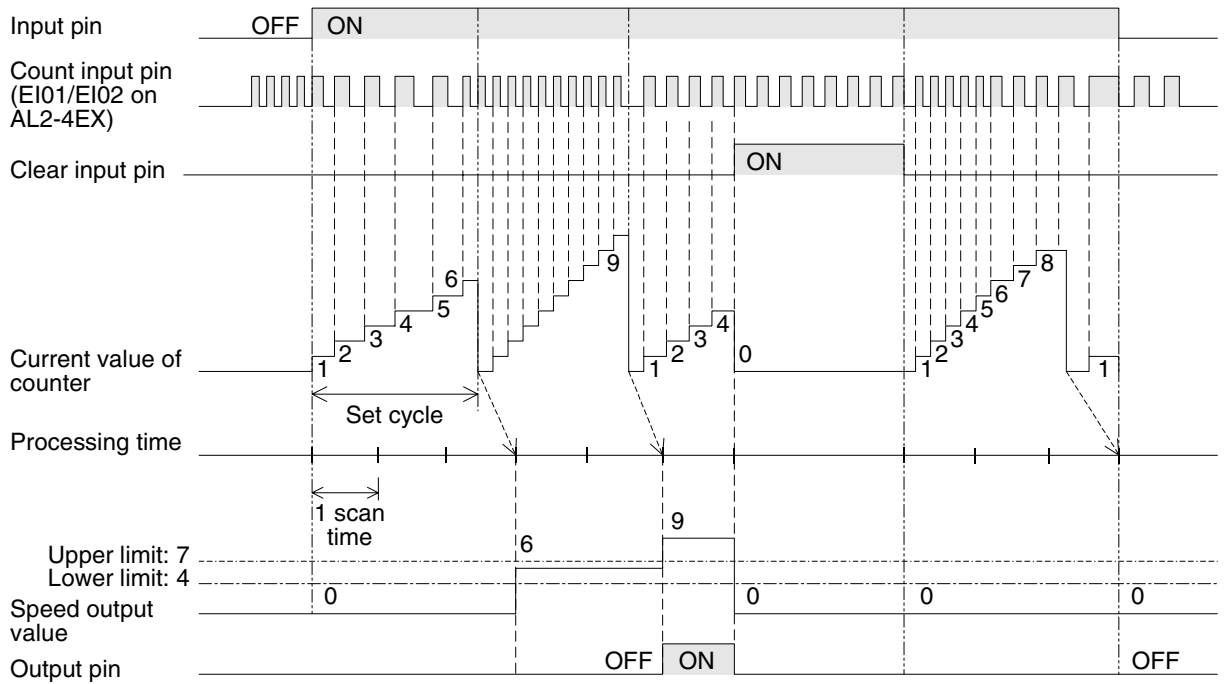 Input pin OFF ON
Count input pin
(EI01/EI02 on
AL2-4EX)
Clear input pin ON
1 2 3 4 5 6
9
1 2 3 4
0
1 2 3 4 5 6 7 8
1
Current value of
counter
Set cycle
Processing time
1 scan
time
Upper limit: 7
Lower limit: 4
6
9
Speed output
value
0 0 0 0
Output pin OFF ON OFF